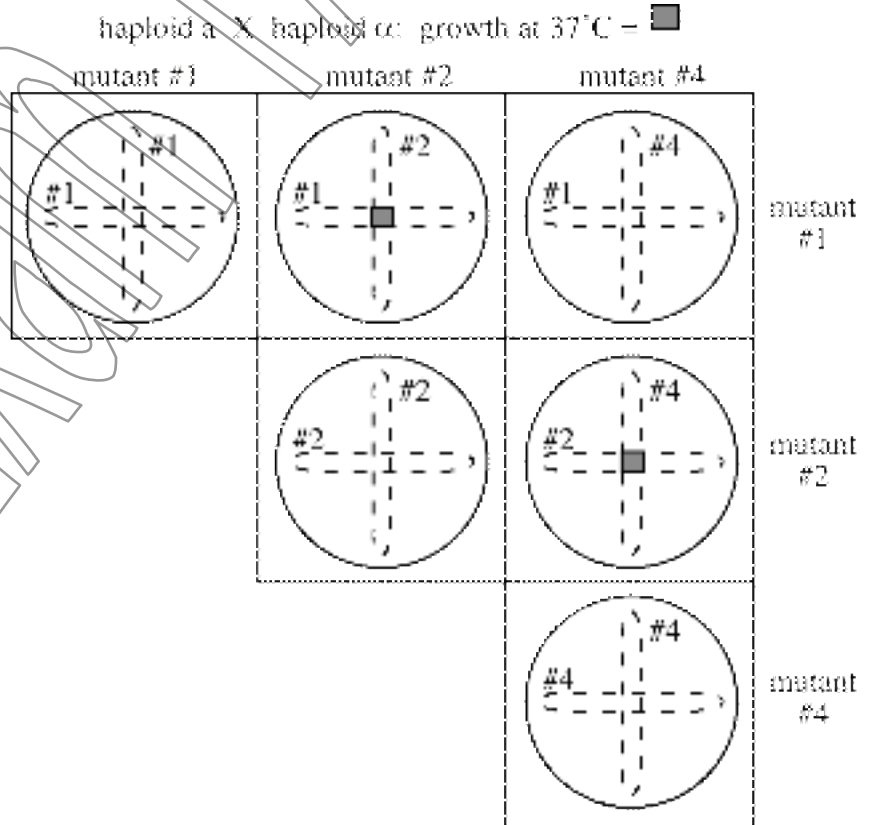 haploid a X haploid α: growth at 37°C =
mutant #1 mutant #2 mutant #4
#1 #2 #4
#1 #1 #1
mutant
#1
#2 #4
#2 #2
mutant
#2
#4
#4
mutant
#4